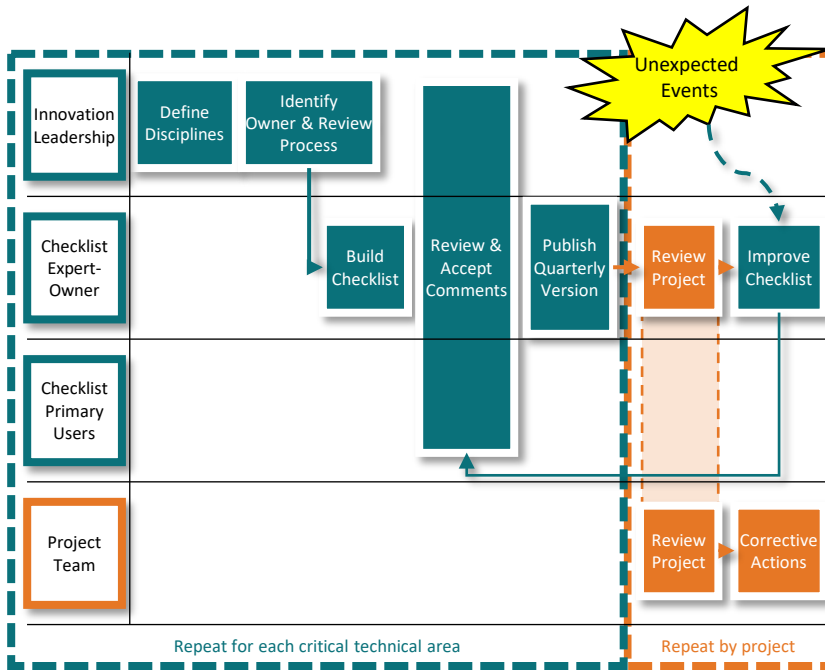 Unexpected
Events
Innovation
Leadership
Define
Disciplines
Identify
Owner & Review
Process
Checklist
Expert-
Owner
Build
Checklist
Review &
Accept
Comments
Publish
Quarterly
Version
Review
Project
Improve
Checklist
Checklist
Primary
Users
Project
Team
Review
Project
Corrective
Actions
Repeat for each critical technical area
Repeat by project